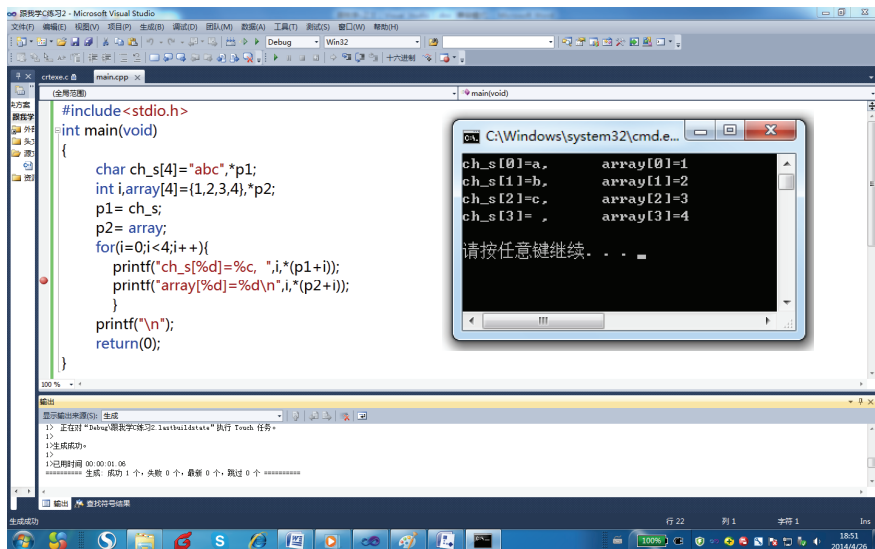 跟我学C练习2 - Microsoft Visual Studio
文件(F) 编辑(E) 视图(V) 项目(P) 生成(B) 调试(D) 团队(M) 数据(A) 工具(T) 测试(S) 窗口(W) 帮助(H)
Debug Win32
十六进制
crtexe.c main.cpp
(全局范围) main(void)
#include<stdio.h>
int main(void)
{
char ch_s[4]="abc",*p1;
int i,array[4]={1,2,3,4},*p2;
p1= ch_s;
p2= array;
for(i=0;i<4;i++){
printf("ch_s[%d]=%c, ",i,*(p1+i));
printf("array[%d]=%d\n",i,*(p2+i));
}
printf("\n");
return(0);
}
C:\Windows\system32\cmd.e...
ch_s[0]=a, array[0]=1
ch_s[1]=b, array[1]=2
ch_s[2]=c, array[2]=3
ch_s[3]= , array[3]=4
请按任意键继续. . .
100 %
输出
显示输出来源(S): 生成
1> 正在对“Debug\跟我学C练习2.lastbuildstate”执行 Touch 任务。
1>
1>生成成功。
1>
1>已用时间 00:00:01.06
========== 生成: 成功 1 个，失败 0 个，最新 0 个，跳过 0 个 ==========
输出 查找符号结果
生成成功 行 22 列 1 字符 1 Ins
100% 18:51
2014/4/26